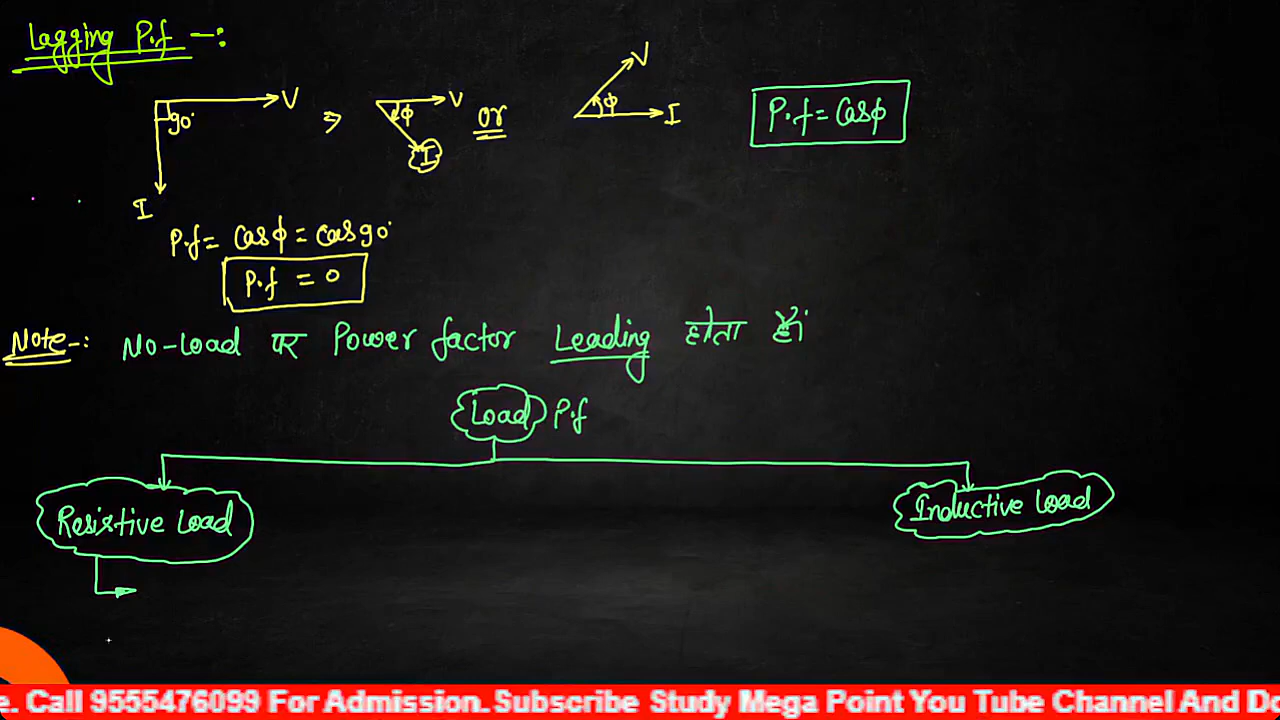 Lagging P.f -:
90° V ⇒ φ V or φ V I P.f = Cosφ
I
I
P.f = Cosφ = Cos90°
P.f = 0
Note-: No-Load पर Power factor Leading होता है।
Load P.f
Resistive Load Inductive Load
e. Call 9555476099 For Admission. Subscribe Study Mega Point You Tube Channel And Do